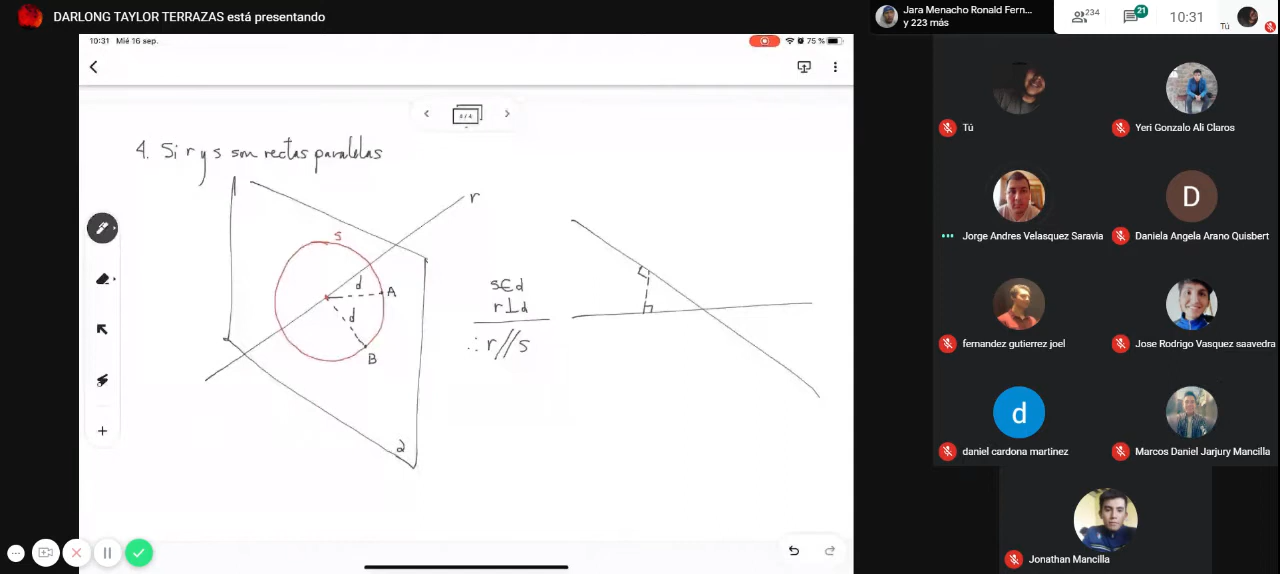 DARLONG TAYLOR TERRAZAS está presentando
Jara Menacho Ronald Fern...
y 223 más
234
21
10:31
Tú
10:31 Mié 16 sep.
75 %
4. Si r y s son rectas paralelas
r
s
d
A
d
B
s∈d
r⊥d
∴ r//s
Tú
Yeri Gonzalo Ali Claros
D
Jorge Andres Velasquez Saravia
Daniela Angela Arano Quisbert
fernandez gutierrez joel
Jose Rodrigo Vasquez saavedra
d
daniel cardona martinez
Marcos Daniel Jarjury Mancilla
Jonathan Mancilla